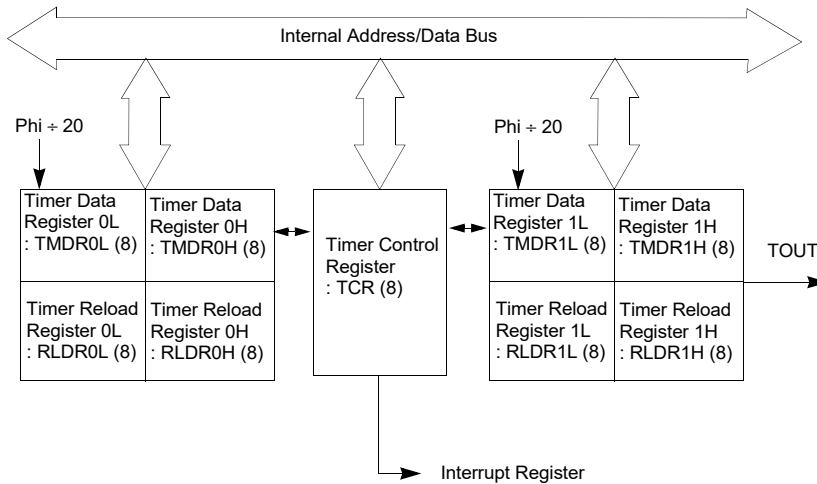 Internal Address/Data Bus
Phi ÷ 20
Phi ÷ 20
Timer Data
Register 0L
: TMDR0L (8)
Timer Data
Register 0H
: TMDR0H (8)
Timer Reload
Register 0L
: RLDR0L (8)
Timer Reload
Register 0H
: RLDR0H (8)
Timer Control
Register
: TCR (8)
Timer Data
Register 1L
: TMDR1L (8)
Timer Data
Register 1H
: TMDR1H (8)
Timer Reload
Register 1L
: RLDR1L (8)
Timer Reload
Register 1H
: RLDR1H (8)
TOUT
Interrupt Register